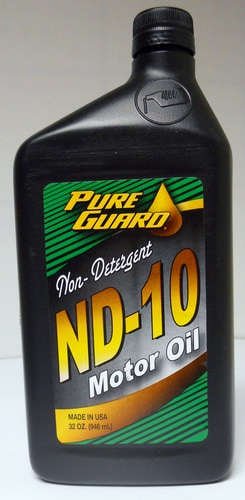 PURE
GUARD
Non-Detergent
ND-10
Motor Oil
MADE IN USA
32 OZ. (946 mL)